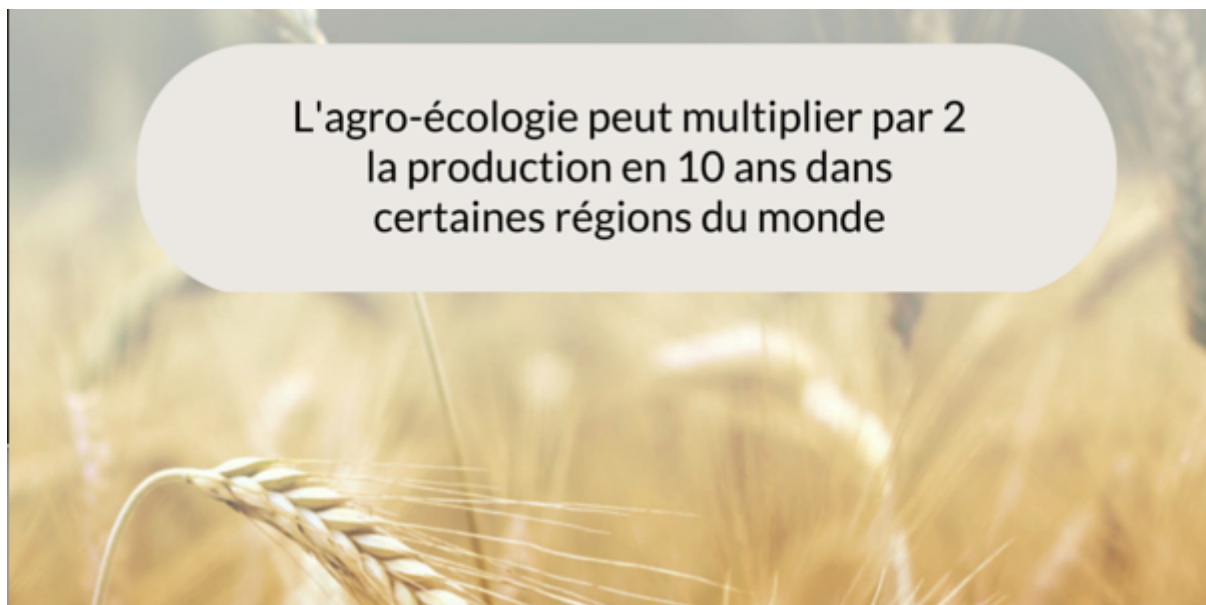 L'agro-écologie peut multiplier par 2
la production en 10 ans dans
certaines régions du monde